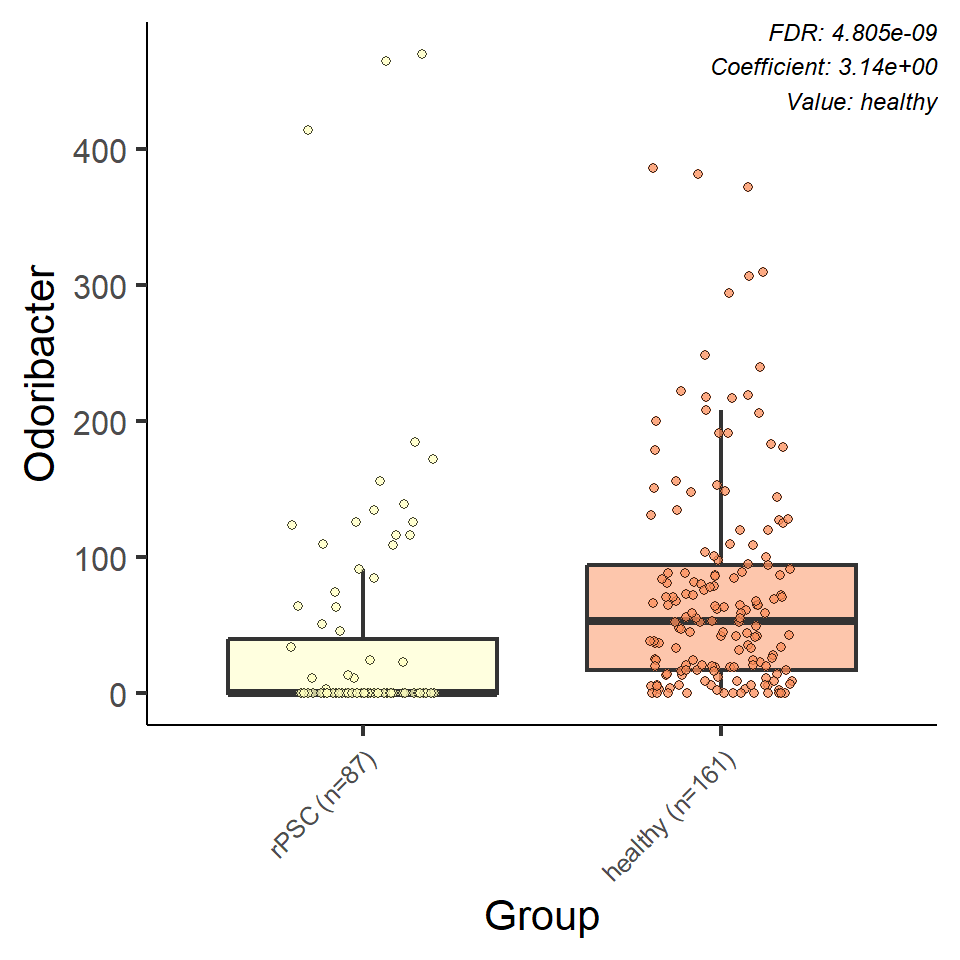 FDR: 4.805e-09
Coefficient: 3.14e+00
Value: healthy
Odoribacter
400
300
200
100
0
rPSC (n=87)
healthy (n=161)
Group